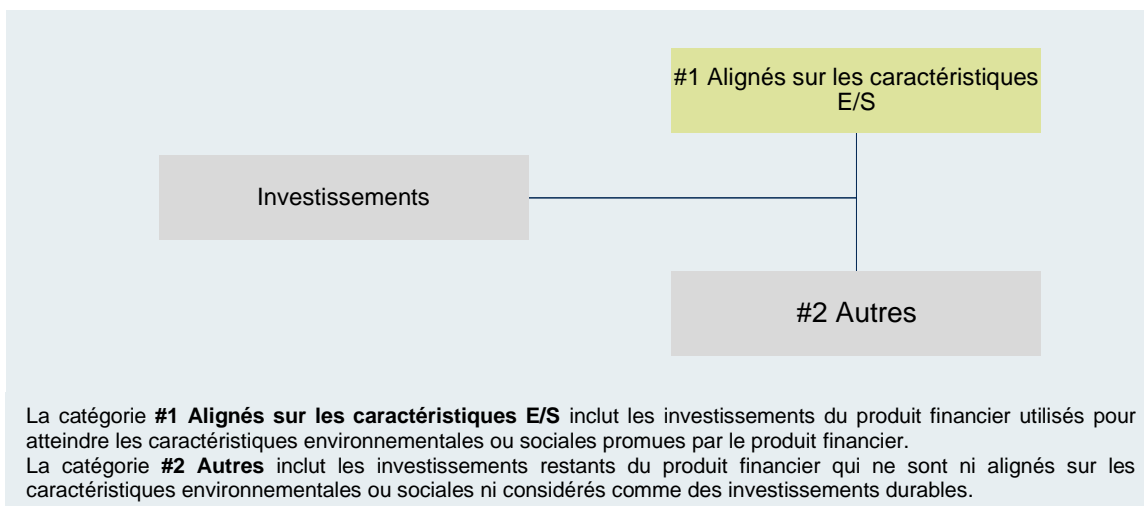 #1 Alignés sur les caractéristiques
E/S
Investissements
#2 Autres
La catégorie #1 Alignés sur les caractéristiques E/S inclut les investissements du produit financier utilisés pour
atteindre les caractéristiques environnementales ou sociales promues par le produit financier.
La catégorie #2 Autres inclut les investissements restants du produit financier qui ne sont ni alignés sur les
caractéristiques environnementales ou sociales ni considérés comme des investissements durables.